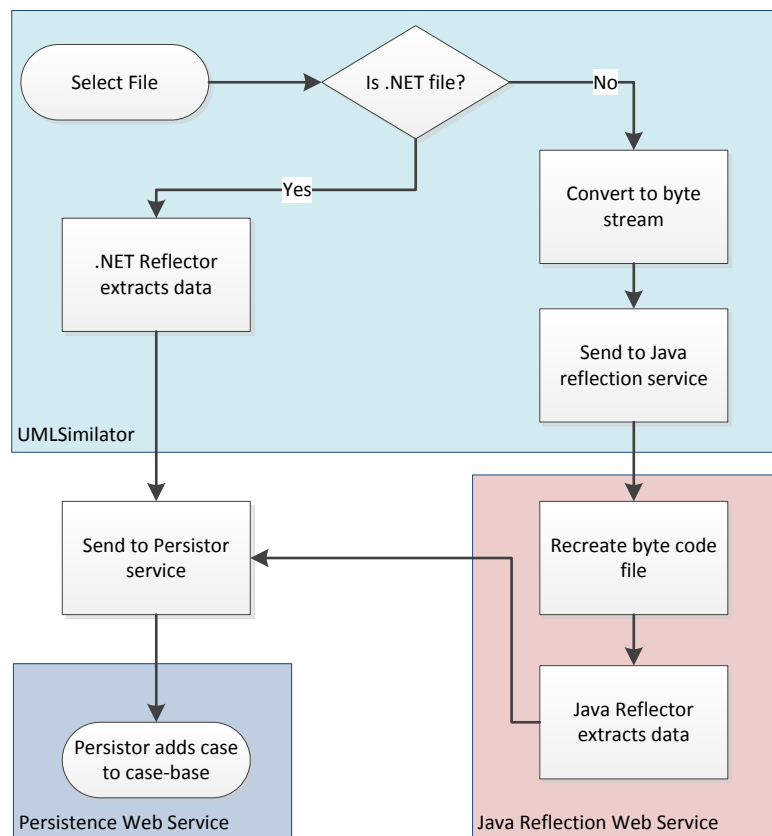 Select File
Is .NET file?
No
Yes
Convert to byte
stream
.NET Reflector
extracts data
Send to Java
reflection service
UMLSimilator
Send to Persistor
service
Recreate byte code
file
Java Reflector
extracts data
Persistor adds case
to case-base
Persistence Web Service
Java Reflection Web Service